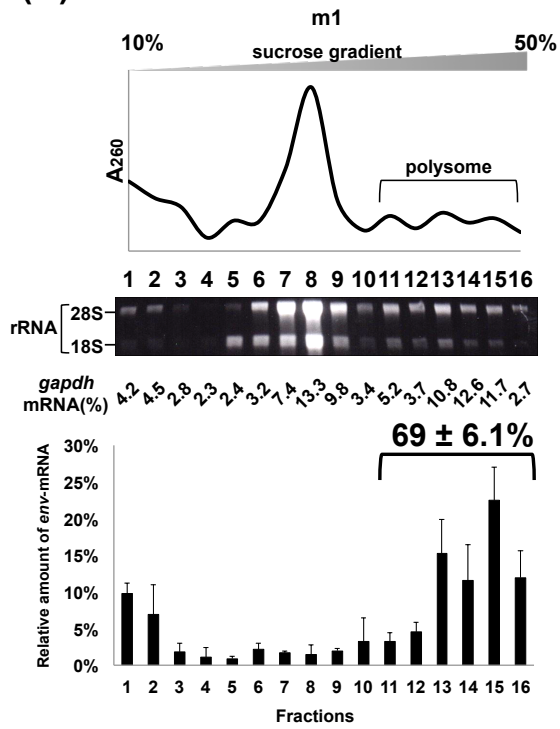 m1
10%
50%
sucrose gradient
A260
polysome
1 2 3 4 5 6 7 8 9 10 11 12 13 14 15 16
rRNA
28S
18S
gapdh
mRNA(%)
4.2 4.5 2.8 2.3 2.4 3.2 7.4 13.3 9.8 3.4 5.2 3.7 10.8 12.6 11.7 2.7
69 ± 6.1%
Relative amount of env-mRNA
30%
25%
20%
15%
10%
5%
0%
1 2 3 4 5 6 7 8 9 10 11 12 13 14 15 16
Fractions